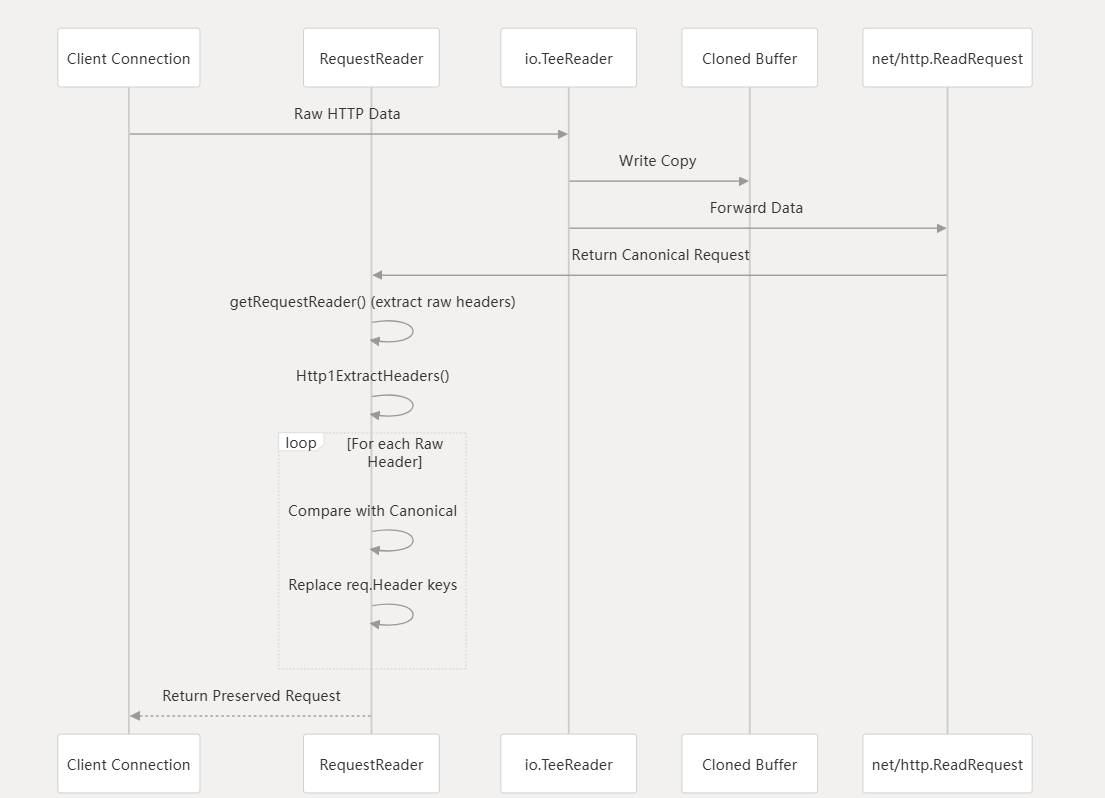 Client Connection
RequestReader
io.TeeReader
Cloned Buffer
net/http.ReadRequest
Raw HTTP Data
Write Copy
Forward Data
Return Canonical Request
getRequestReader() (extract raw headers)
Http1ExtractHeaders()
loop
[For each Raw
Header]
Compare with Canonical
Replace req.Header keys
Return Preserved Request
Client Connection
RequestReader
io.TeeReader
Cloned Buffer
net/http.ReadRequest